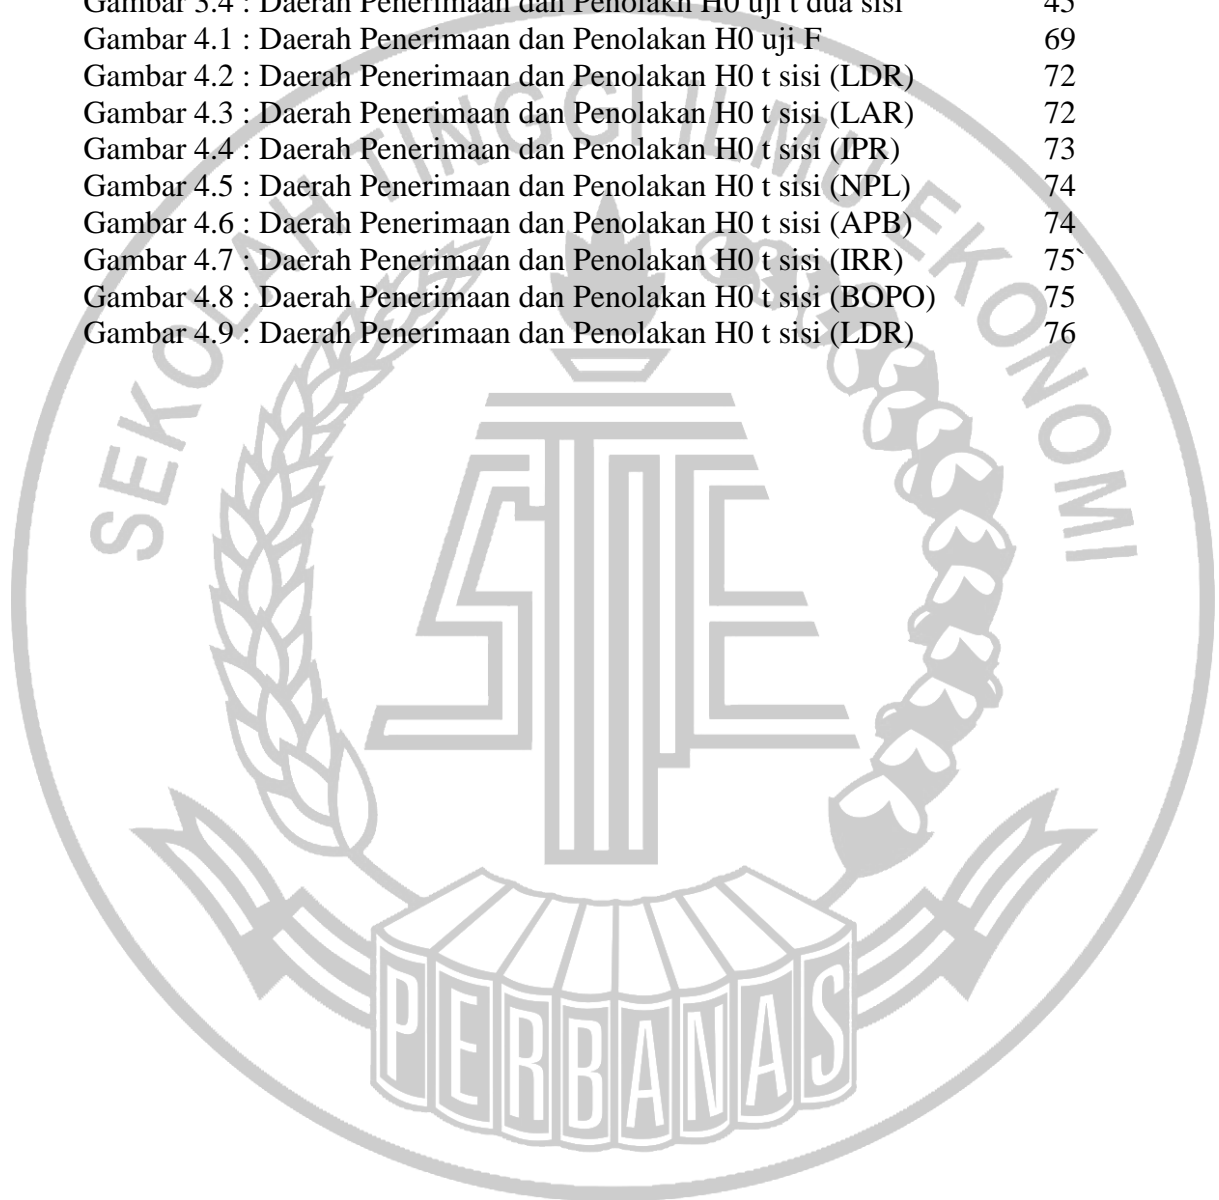 Gambar 3.4 : Daerah Penerimaan dan Penolakn H0 uji t dua sisi 45
Gambar 4.1 : Daerah Penerimaan dan Penolakan H0 uji F 69
Gambar 4.2 : Daerah Penerimaan dan Penolakan H0 t sisi (LDR) 72
Gambar 4.3 : Daerah Penerimaan dan Penolakan H0 t sisi (LAR) 72
Gambar 4.4 : Daerah Penerimaan dan Penolakan H0 t sisi (IPR) 73
Gambar 4.5 : Daerah Penerimaan dan Penolakan H0 t sisi (NPL) 74
Gambar 4.6 : Daerah Penerimaan dan Penolakan H0 t sisi (APB) 74
Gambar 4.7 : Daerah Penerimaan dan Penolakan H0 t sisi (IRR) 75`
Gambar 4.8 : Daerah Penerimaan dan Penolakan H0 t sisi (BOPO) 75
Gambar 4.9 : Daerah Penerimaan dan Penolakan H0 t sisi (LDR) 76
SEKOLAH TINGGI ILMU EKONOMI
STIE
PERBANAS